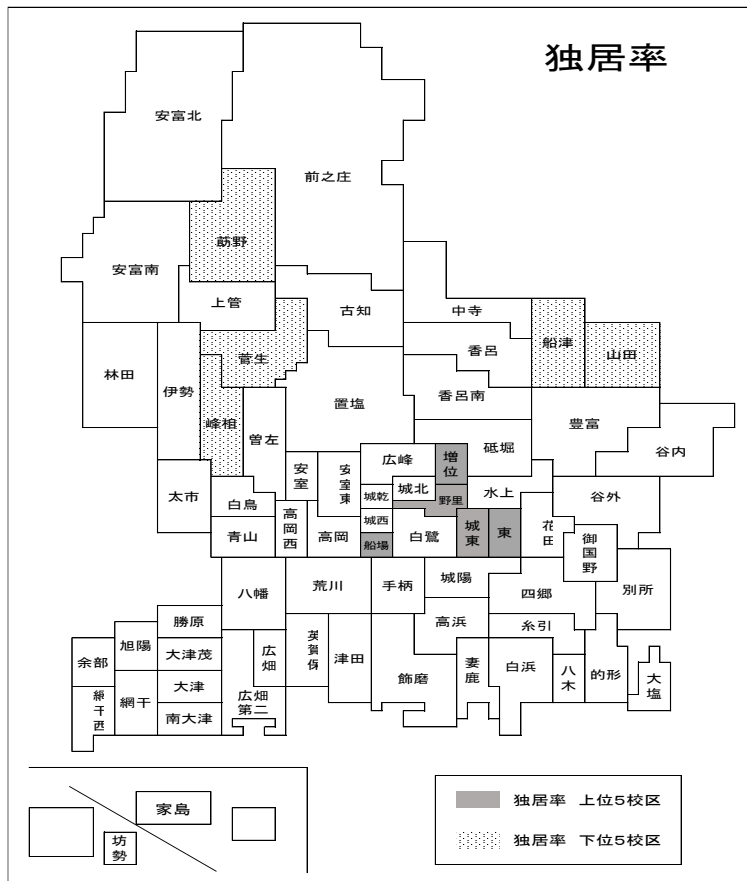 独居率
安富北
前之庄
莇野
安富南
上管
古知
中寺
船津
山田
香呂
菅生
林田
伊勢
置塩
香呂南
峰相
曽左
豊富
砥堀
谷内
広峰
増位
安室
安室東
太市
城乾
城北
野里
水上
谷外
白鳥
城西
高岡西
青山
高岡
船場
白鷺
城東
東
花田
御国野
別所
八幡
荒川
手柄
城陽
四郷
勝原
高浜
糸引
旭陽
英賀保
余部
大津茂
広畑
津田
飾磨
妻鹿
白浜
八木
的形
大塩
大津
網干西
網干
南大津
広畑
第二
家島
坊勢
独居率 上位5校区
独居率 下位5校区